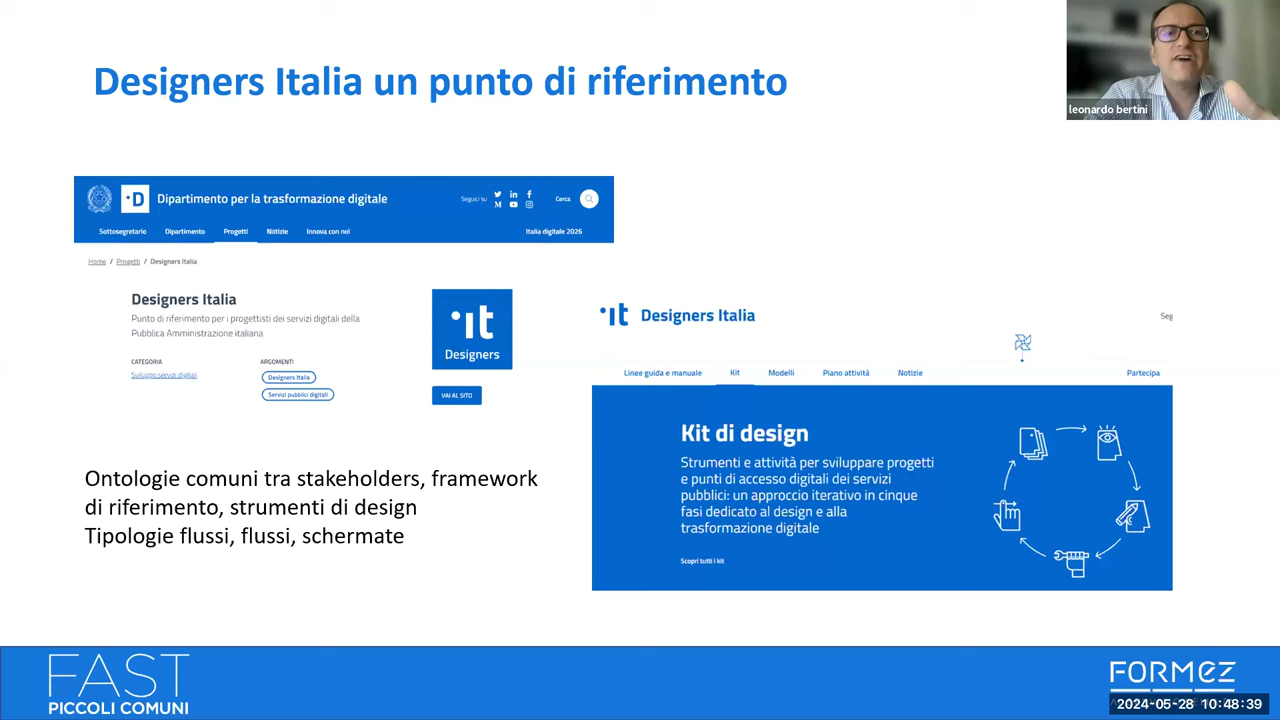 Designers Italia un punto di riferimento
leonardo bertini
Dipartimento per la trasformazione digitale
Seguici su
Cerca
Sottosegretario Dipartimento Progetti Notizie Innova con noi Italia digitale 2026
Home / Progetti / Designers Italia
Designers Italia
Punto di riferimento per i progettisti dei servizi digitali della
Pubblica Amministrazione italiana
CATEGORIA
Sviluppo servizi digitali
ARGOMENTI
Designers Italia
Servizi pubblici digitali
it
Designers
VAI AL SITO
it Designers Italia
Seg
Linee guida e manuale Kit Modelli Piano attività Notizie Partecipa
Kit di design
Strumenti e attività per sviluppare progetti
e punti di accesso digitali dei servizi
pubblici: un approccio iterativo in cinque
fasi dedicato al design e alla
trasformazione digitale
Scopri tutti i kit
Ontologie comuni tra stakeholders, framework
di riferimento, strumenti di design
Tipologie flussi, flussi, schermate
FAST
PICCOLI COMUNI
FORMEZ
2024-05-28 10:48:39